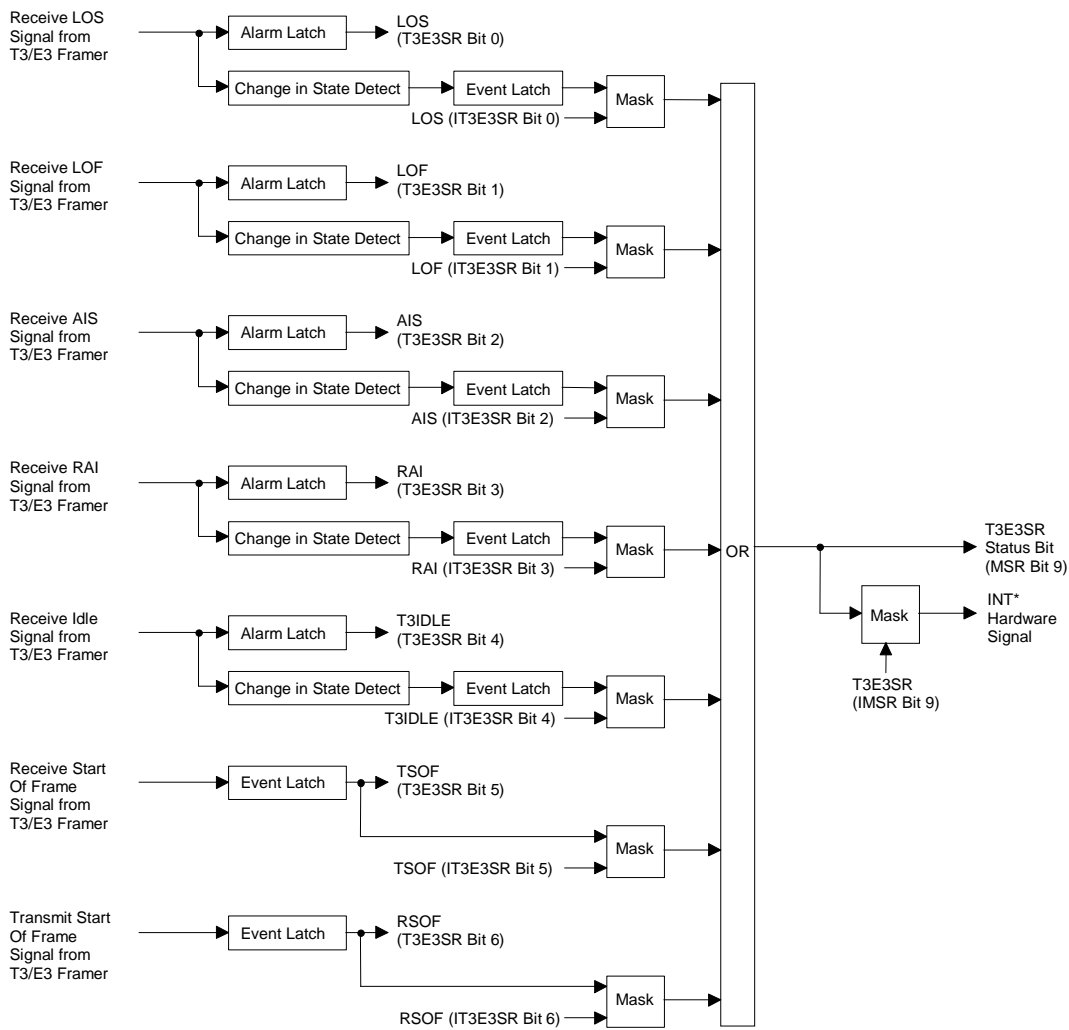 Receive LOS
Signal from
T3/E3 Framer
Alarm Latch
LOS
(T3E3SR Bit 0)
Change in State Detect
Event Latch
Mask
LOS (IT3E3SR Bit 0)
Receive LOF
Signal from
T3/E3 Framer
Alarm Latch
LOF
(T3E3SR Bit 1)
Change in State Detect
Event Latch
Mask
LOF (IT3E3SR Bit 1)
Receive AIS
Signal from
T3/E3 Framer
Alarm Latch
AIS
(T3E3SR Bit 2)
Change in State Detect
Event Latch
Mask
AIS (IT3E3SR Bit 2)
Receive RAI
Signal from
T3/E3 Framer
Alarm Latch
RAI
(T3E3SR Bit 3)
Change in State Detect
Event Latch
Mask
RAI (IT3E3SR Bit 3)
OR
T3E3SR
Status Bit
(MSR Bit 9)
Mask
INT*
Hardware
Signal
T3E3SR
(IMSR Bit 9)
Receive Idle
Signal from
T3/E3 Framer
Alarm Latch
T3IDLE
(T3E3SR Bit 4)
Change in State Detect
Event Latch
Mask
T3IDLE (IT3E3SR Bit 4)
Receive Start
Of Frame
Signal from
T3/E3 Framer
Event Latch
TSOF
(T3E3SR Bit 5)
Mask
TSOF (IT3E3SR Bit 5)
Transmit Start
Of Frame
Signal from
T3/E3 Framer
Event Latch
RSOF
(T3E3SR Bit 6)
Mask
RSOF (IT3E3SR Bit 6)